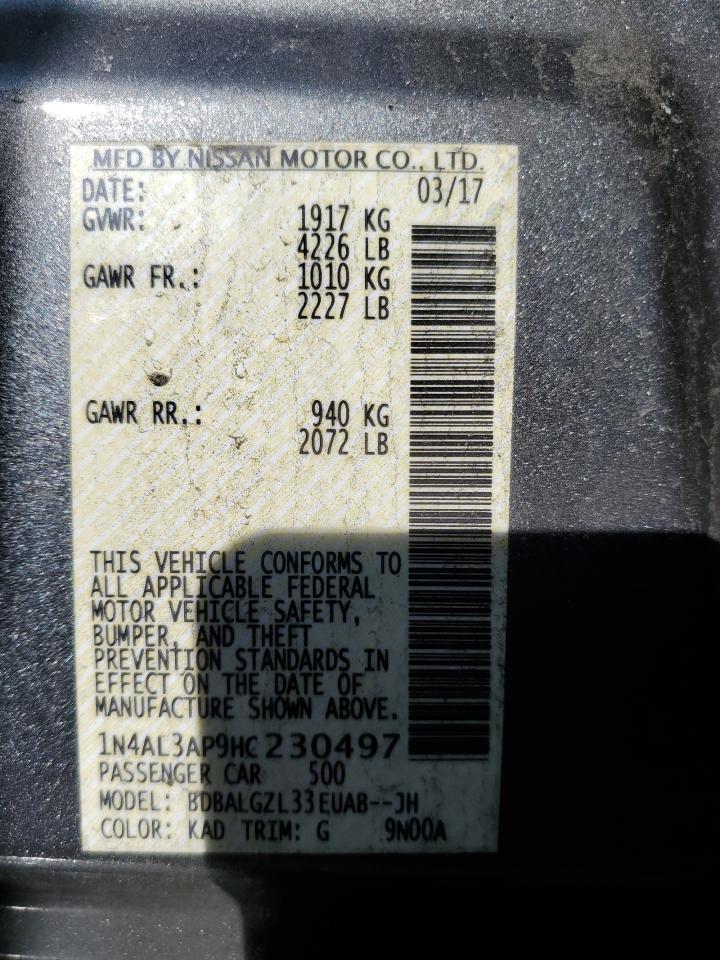 MFD BY NISSAN MOTOR CO., LTD.
DATE: 03/17
GVWR: 1917 KG
4226 LB
GAWR FR.: 1010 KG
2227 LB
GAWR RR.: 940 KG
2072 LB
THIS VEHICLE CONFORMS TO
ALL APPLICABLE FEDERAL
MOTOR VEHICLE SAFETY,
BUMPER, AND THEFT
PREVENTION STANDARDS IN
EFFECT ON THE DATE OF
MANUFACTURE SHOWN ABOVE.
1N4AL3AP9HC230497
PASSENGER CAR 500
MODEL: BDBALGZL33EUAB--JH
COLOR: KAD TRIM: G 9N00A